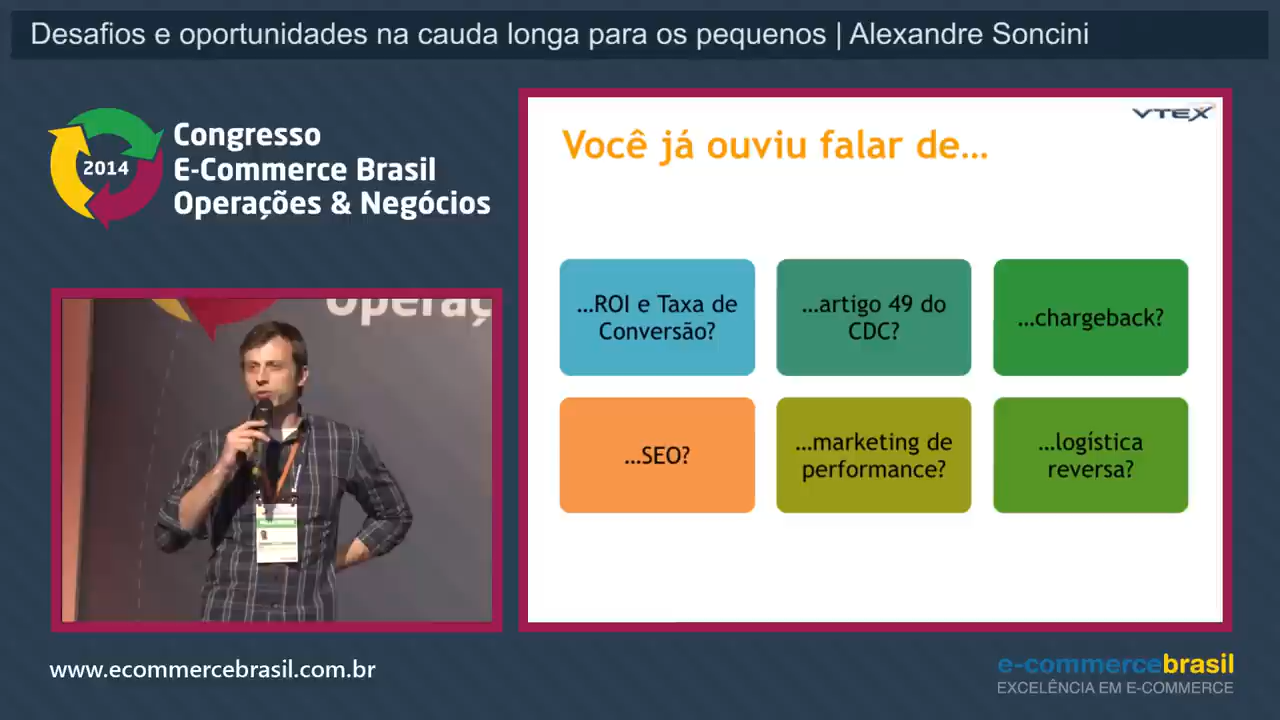 Desafios e oportunidades na cauda longa para os pequenos | Alexandre Soncini
2014
Congresso
E-Commerce Brasil
Operações & Negócios
Operaç
VTEX
Você já ouviu falar de...
...ROI e Taxa de
Conversão?
...artigo 49 do
CDC?
...chargeback?
...SEO?
...marketing de
performance?
...logística
reversa?
www.ecommercebrasil.com.br
e-commercebrasil
EXCELÊNCIA EM E-COMMERCE